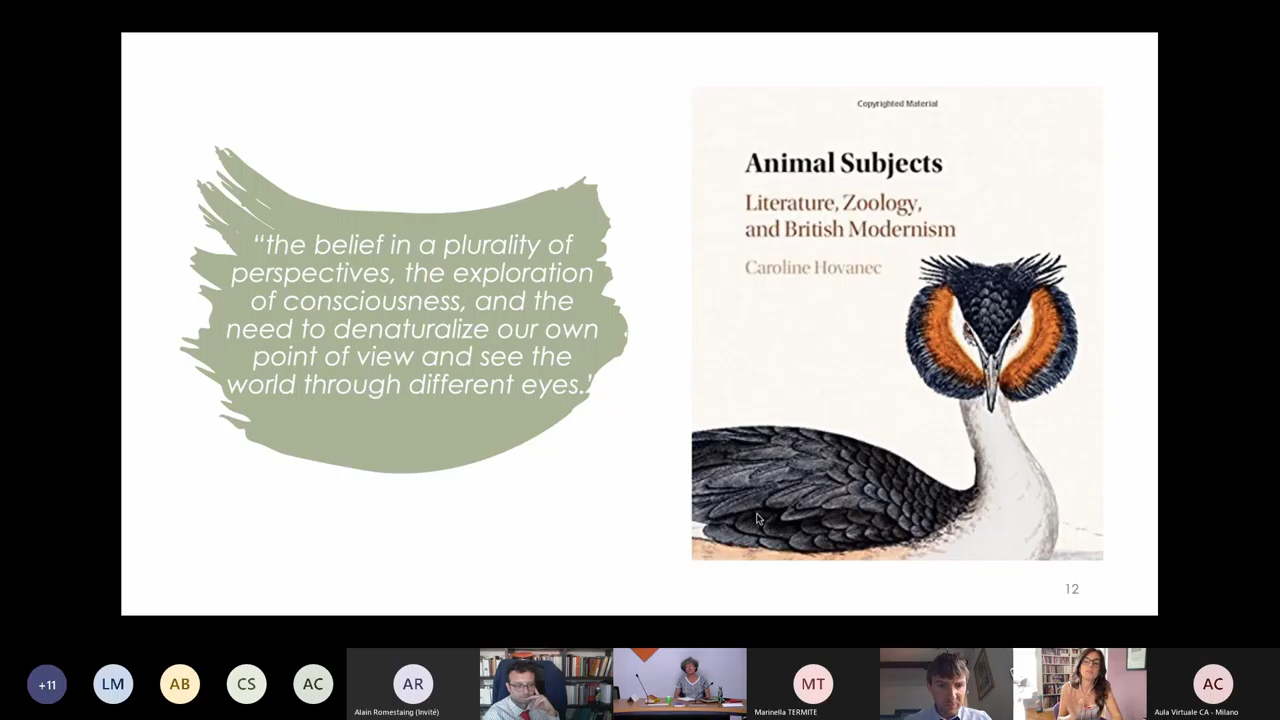 “the belief in a plurality of
perspectives, the exploration
of consciousness, and the
need to denaturalize our own
point of view and see the
world through different eyes.’
Copyrighted Material
Animal Subjects
Literature, Zoology,
and British Modernism
Caroline Hovanec
12
+11
LM
AB
CS
AC
AR
Alain Romestaing (Invité)
MT
Marinella TERMITE
AC
Aula Virtuale CA - Milano